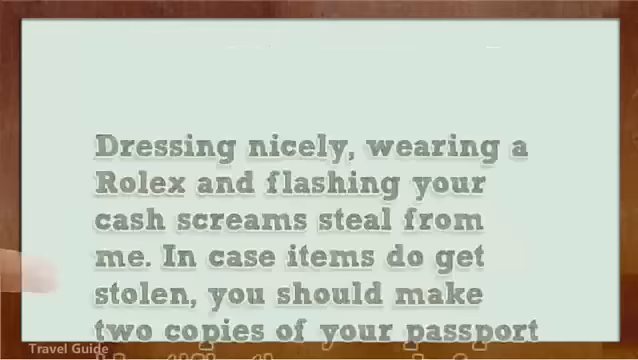 Dressing nicely, wearing a
Rolex and flashing your
cash screams steal from
me. In case items do get
stolen, you should make
two copies of your passport
Travel Guide